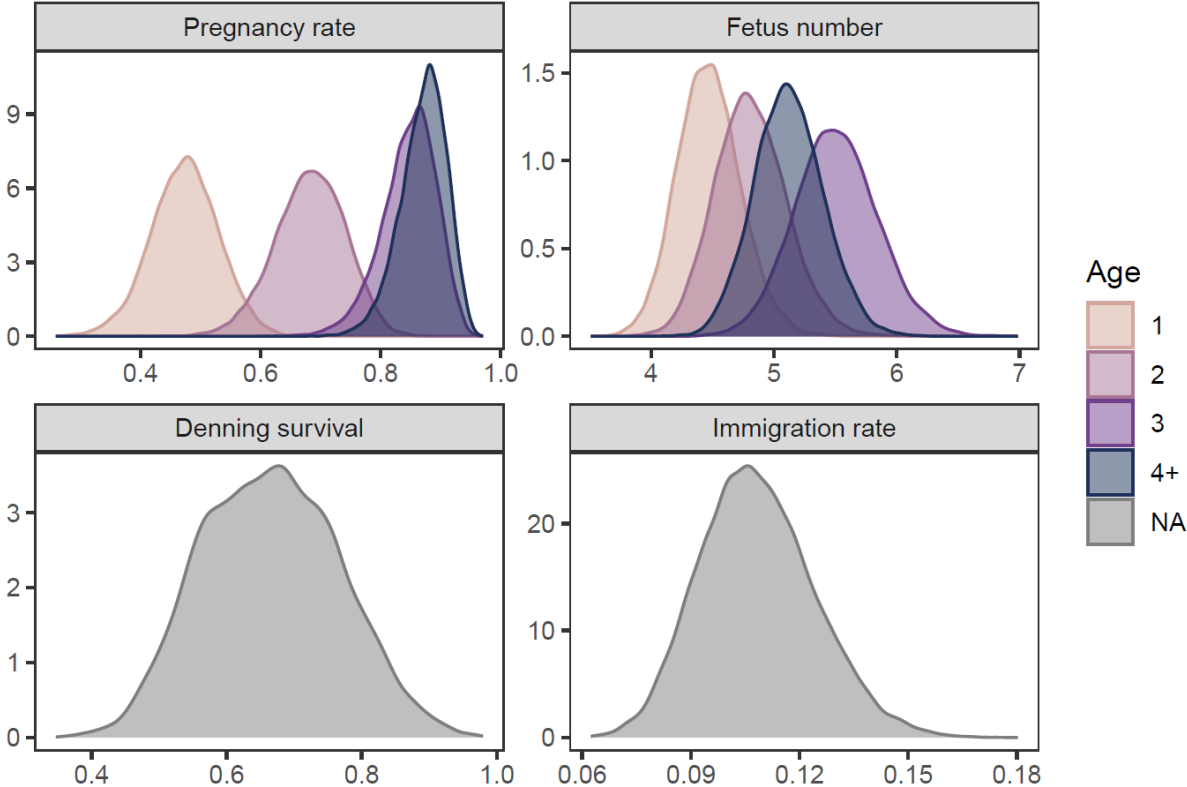 Pregnancy rate
9
6
3
0
0.4 0.6 0.8 1.0
Fetus number
1.5
1.0
0.5
0.0
4 5 6 7
Denning survival
3
2
1
0
0.4 0.6 0.8 1.0
Immigration rate
20
10
0
0.06 0.09 0.12 0.15 0.18
Age
1
2
3
4+
NA